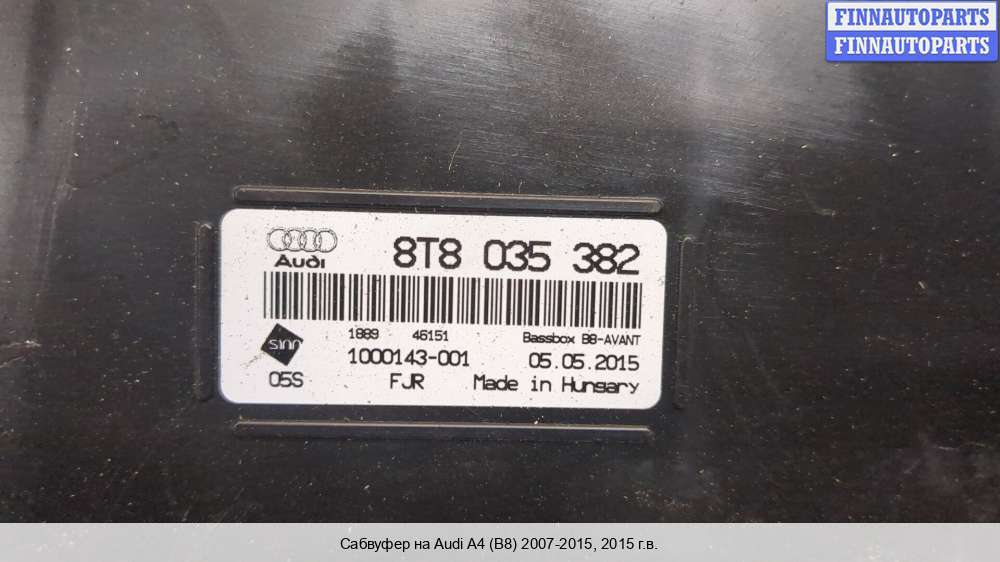 FINNAUTOPARTS
FINNAUTOPARTS
Audi
8T8 035 382
1889 46151 Bassbox B8-AVANT
1000143-001 05.05.2015
05S FJR Made in Hungary
Сабвуфер на Audi A4 (B8) 2007-2015, 2015 г.в.